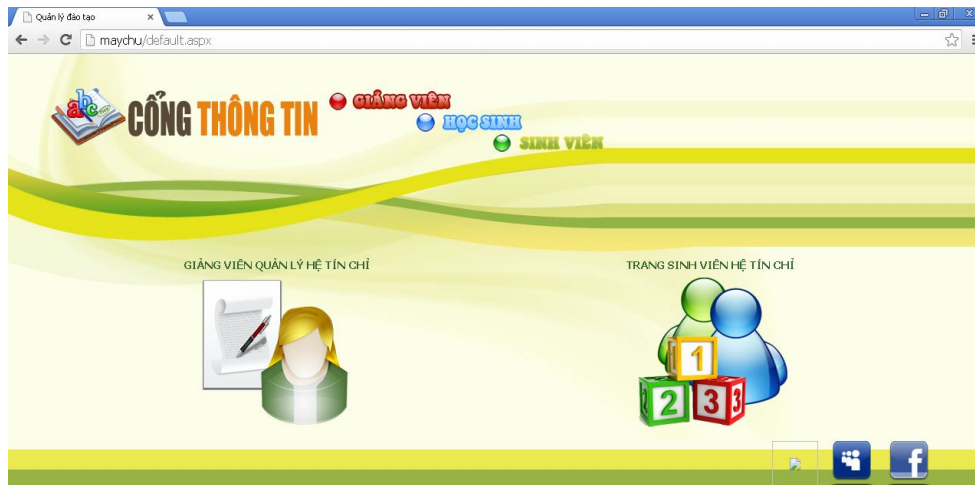 Quản lý đào tạo
maychu/default.aspx
abc
CỔNG THÔNG TIN
GIẢNG VIÊN
HỌC SINH
SINH VIÊN
GIẢNG VIÊN QUẢN LÝ HỆ TÍN CHỈ
TRANG SINH VIÊN HỆ TÍN CHỈ
1
2 3 3
f